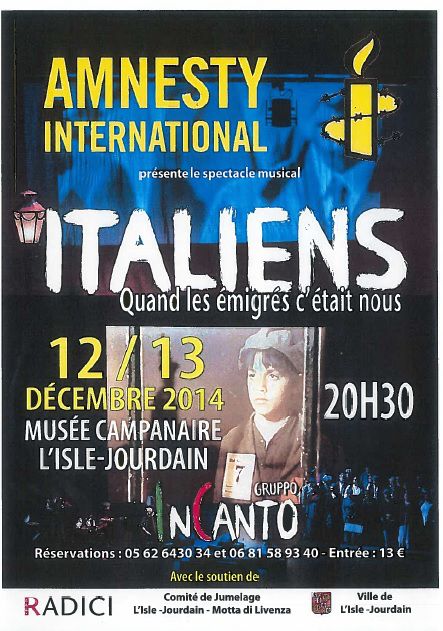 AMNESTY
INTERNATIONAL
présente le spectacle musical
ITALIENS
Quand les émigrés c'était nous
12 / 13
DÉCEMBRE 2014
20H30
MUSÉE CAMPANAIRE
L'ISLE-JOURDAIN
7
GRUPPO
INCANTO
Réservations : 05 62 6430 34 et 06 81 58 93 40 - Entrée : 13 €
Avec le soutien de
RADICI
Comité de Jumelage
L'Isle -Jourdain - Motta di Livenza
Ville de
L'Isle -Jourdain